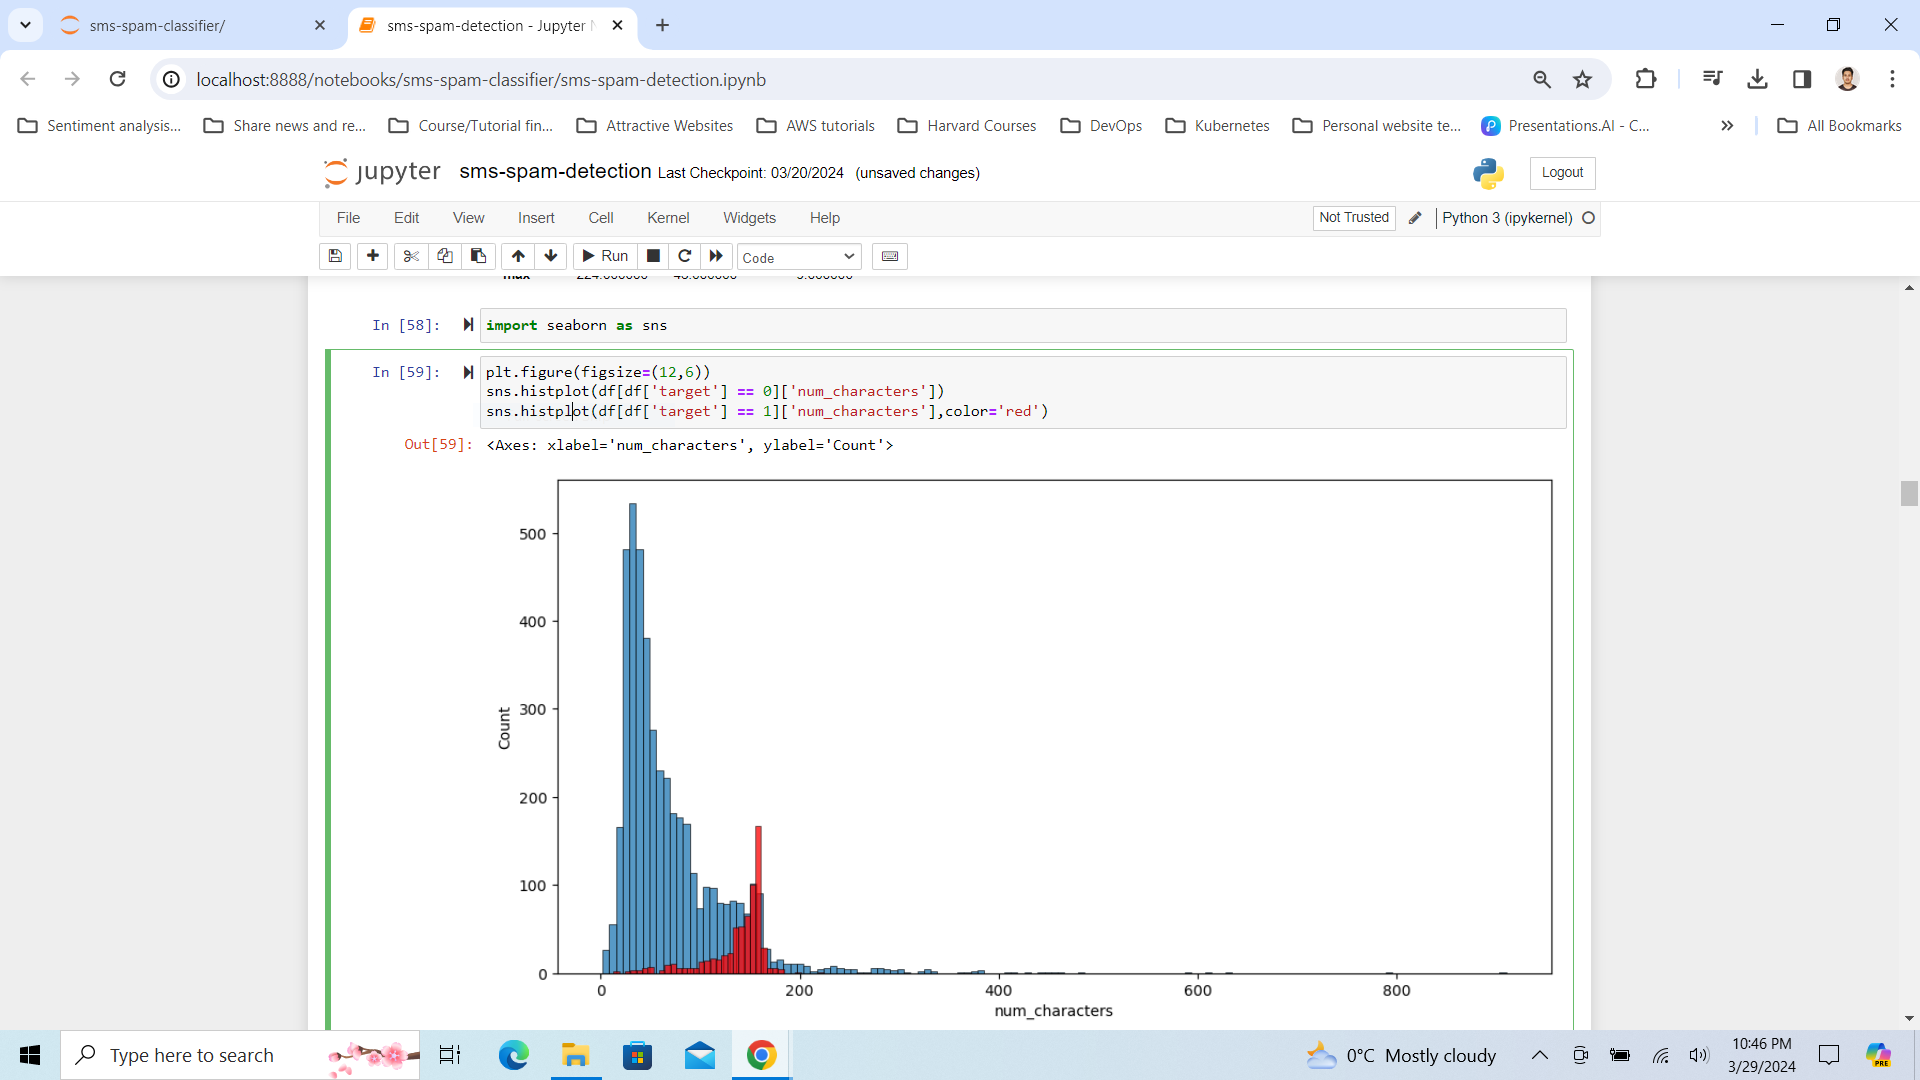 sms-spam-classifier/
sms-spam-detection - Jupyter
localhost:8888/notebooks/sms-spam-classifier/sms-spam-detection.ipynb
Sentiment analysis... Share news and re... Course/Tutorial fin... Attractive Websites AWS tutorials Harvard Courses DevOps Kubernetes Personal website te... Presentations.AI - C... All Bookmarks
jupyter sms-spam-detection Last Checkpoint: 03/20/2024 (unsaved changes) Logout
File Edit View Insert Cell Kernel Widgets Help Not Trusted Python 3 (ipykernel)
Run Code
max 224.000000
In [58]: import seaborn as sns
In [59]: plt.figure(figsize=(12,6))
sns.histplot(df[df['target'] == 0]['num_characters'])
sns.histplot(df[df['target'] == 1]['num_characters'],color='red')
Out[59]: <Axes: xlabel='num_characters', ylabel='Count'>
500
400
300
200
100
0
Count
0 200 400 600 800
num_characters
Type here to search 0°C Mostly cloudy 10:46 PM
3/29/2024
PRE